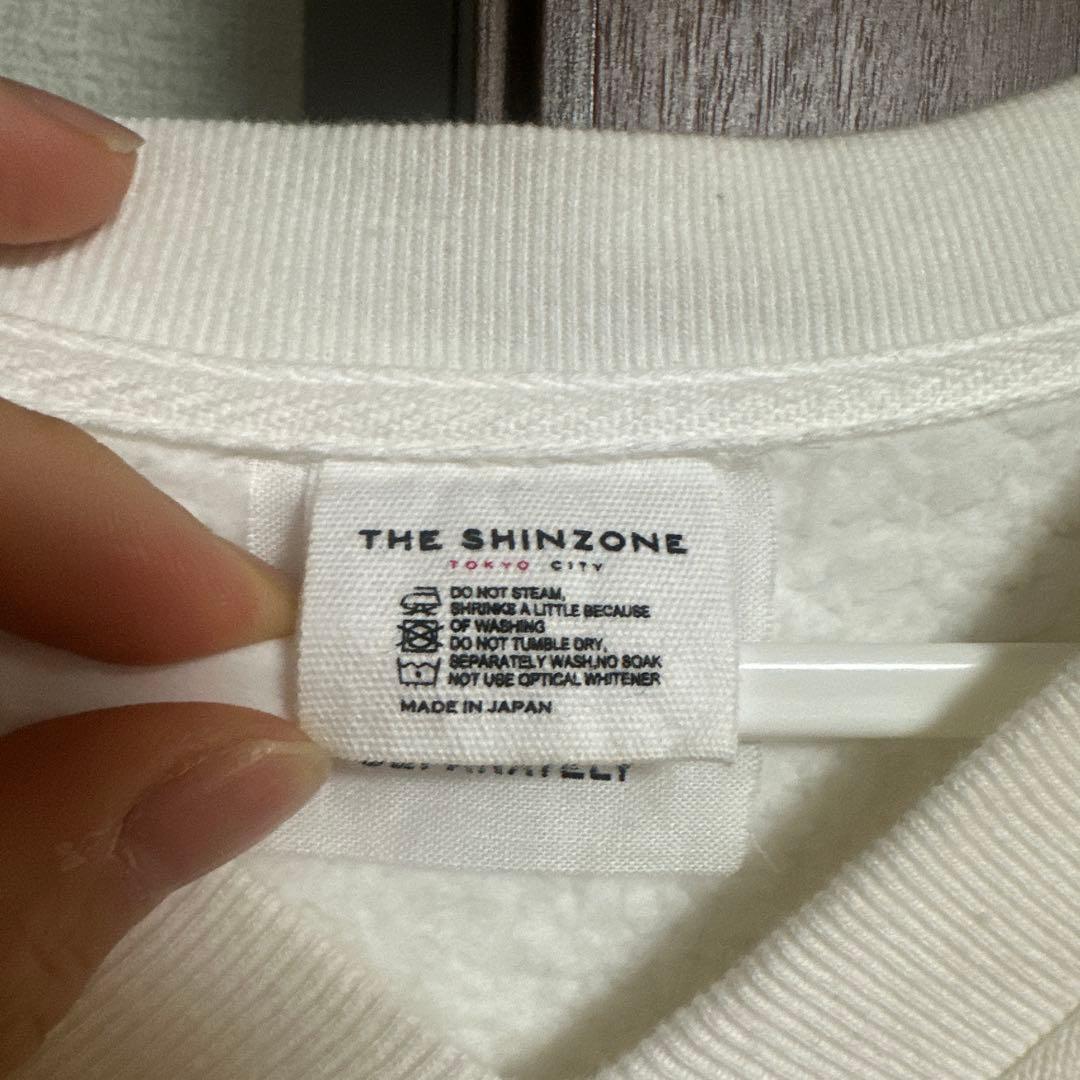 THE SHINZONE
TOKYO CITY
DO NOT STEAM,
SHRINKS A LITTLE BECAUSE
OF WASHING
DO NOT TUMBLE DRY,
SEPARATELY WASH,NO SOAK
NOT USE OPTICAL WHITENER
MADE IN JAPAN
SEPARATELY